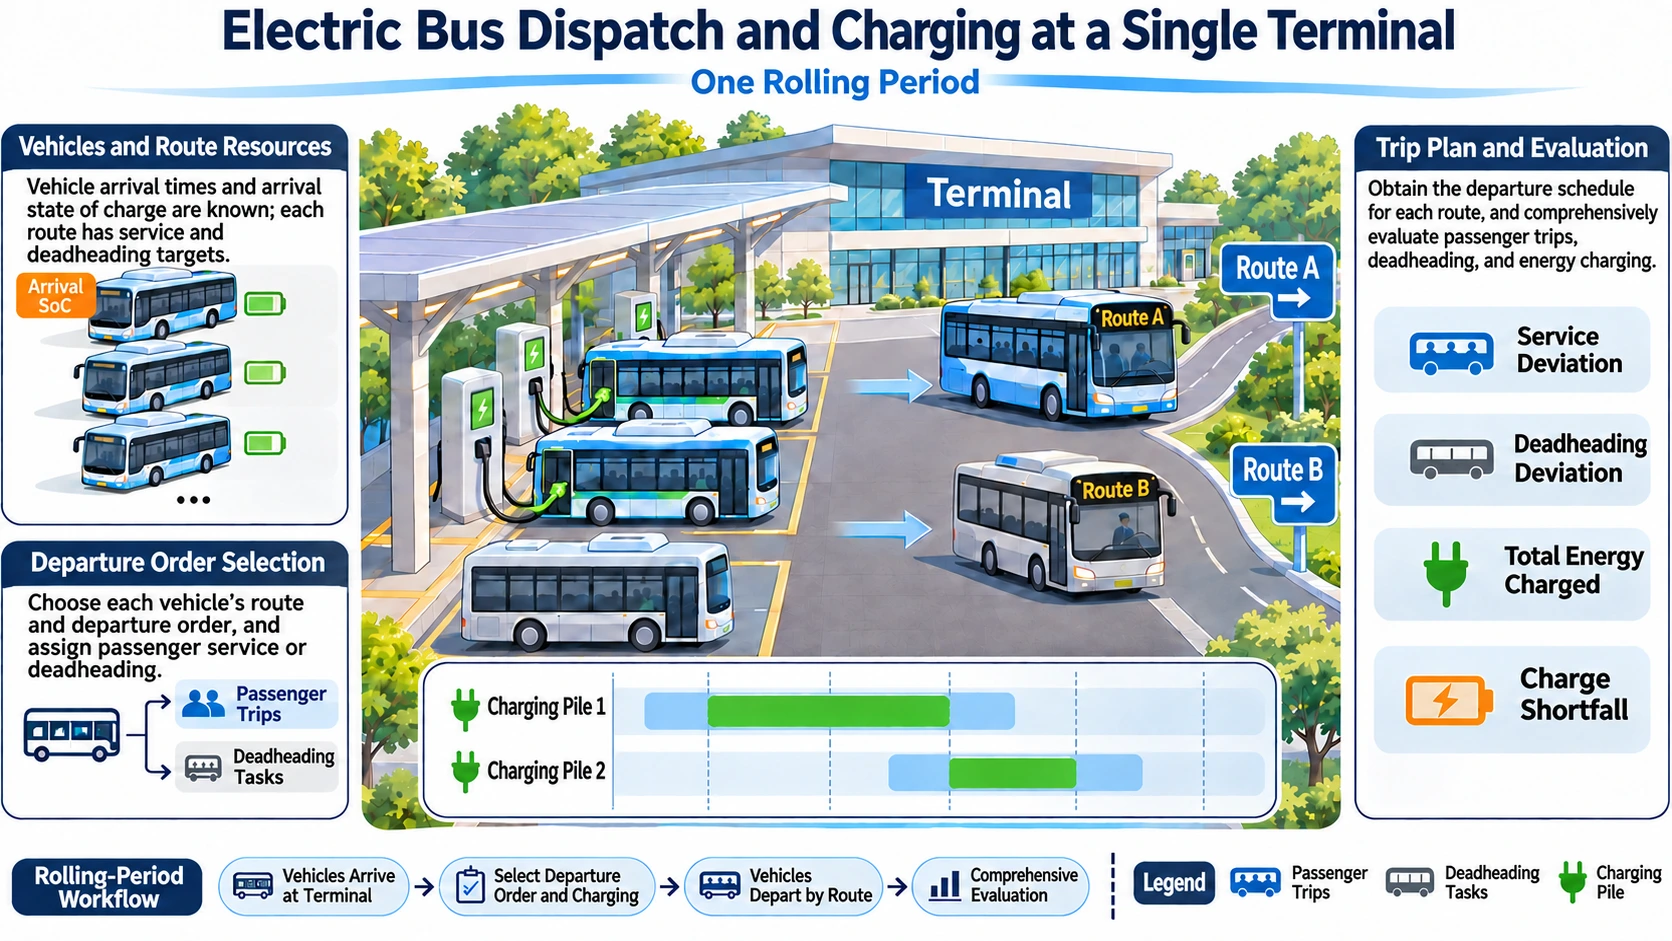 Electric Bus Dispatch and Charging at a Single Terminal
One Rolling Period
Vehicles and Route Resources
Vehicle arrival times and arrival
state of charge are known; each
route has service and
deadheading targets.
Arrival
SoC
...
Departure Order Selection
Choose each vehicle's route
and departure order, and
assign passenger service or
deadheading.
Passenger
Trips
Deadheading
Tasks
Terminal
Route A
Route A
Route B
Route B
Charging Pile 1
Charging Pile 2
Trip Plan and Evaluation
Obtain the departure schedule
for each route, and comprehensively
evaluate passenger trips,
deadheading, and energy charging.
Service
Deviation
Deadheading
Deviation
Total Energy
Charged
Charge
Shortfall
Rolling-Period
Workflow
Vehicles Arrive
at Terminal
Select Departure
Order and Charging
Vehicles
Depart by Route
Comprehensive
Evaluation
Legend
Passenger
Trips
Deadheading
Tasks
Charging
Pile